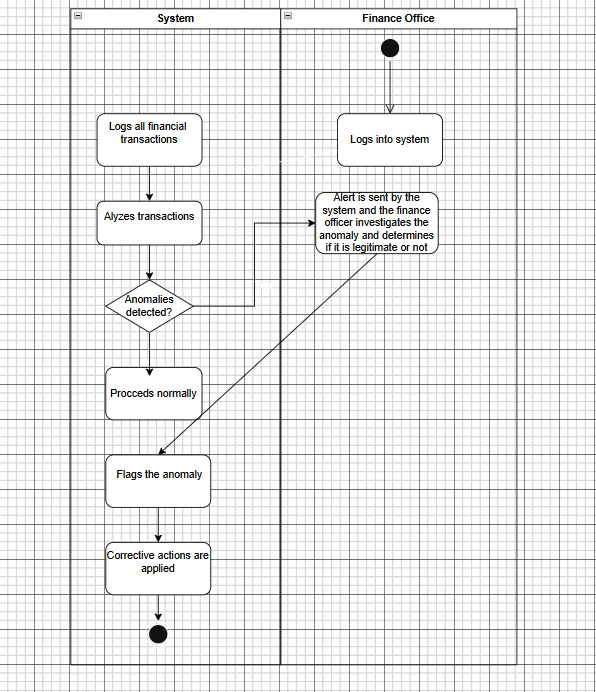 System
Finance Office
Logs all financial
transactions
Logs into system
Alyzes transactions
Alert is sent by the
system and the finance
officer investigates the
anomaly and determines
if it is legitimate or not
Anomalies
detected?
Procceds normally
Flags the anomaly
Corrective actions are
applied